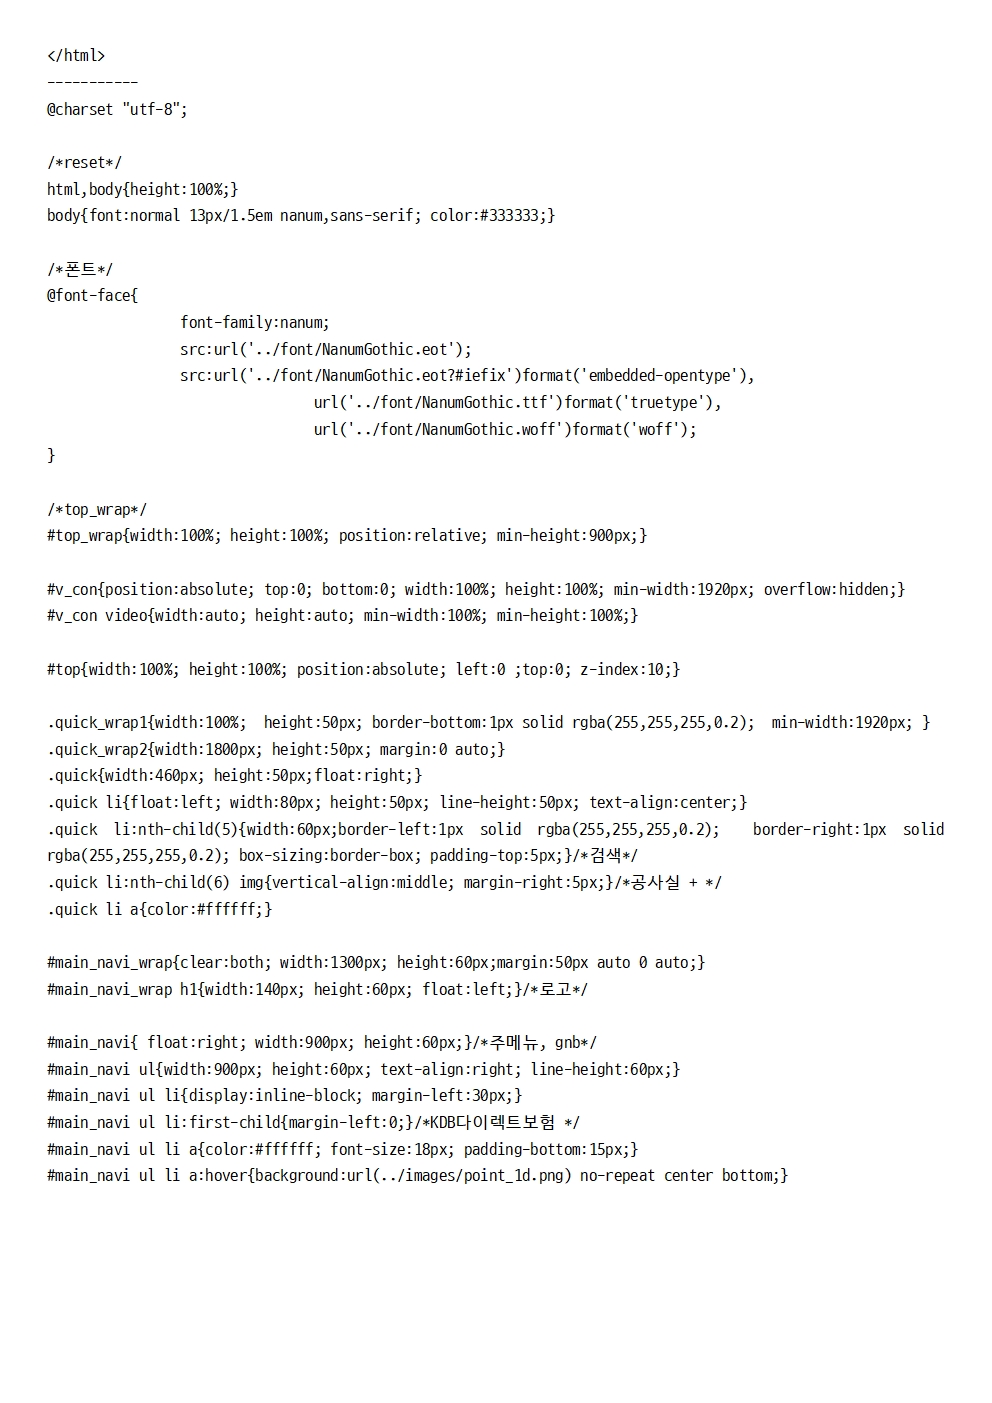 </html>
-----------
@charset "utf-8";

/*reset*/
html,body{height:100%;}
body{font:normal 13px/1.5em nanum,sans-serif; color:#333333;}

/*폰트*/
@font-face{
		font-family:nanum;
		src:url('../font/NanumGothic.eot');
		src:url('../font/NanumGothic.eot?#iefix')format('embedded-opentype'),
				url('../font/NanumGothic.ttf')format('truetype'),
				url('../font/NanumGothic.woff')format('woff');
}

/*top_wrap*/
#top_wrap{width:100%; height:100%; position:relative; min-height:900px;}

#v_con{position:absolute; top:0; bottom:0; width:100%; height:100%; min-width:1920px; overflow:hidden;}
#v_con video{width:auto; height:auto; min-width:100%; min-height:100%;}

#top{width:100%; height:100%; position:absolute; left:0 ;top:0; z-index:10;}

.quick_wrap1{width:100%;  height:50px; border-bottom:1px solid rgba(255,255,255,0.2);  min-width:1920px; }
.quick_wrap2{width:1800px; height:50px; margin:0 auto;}
.quick{width:460px; height:50px;float:right;}
.quick li{float:left; width:80px; height:50px; line-height:50px; text-align:center;}
.quick li:nth-child(5){width:60px;border-left:1px solid rgba(255,255,255,0.2);  border-right:1px solid
rgba(255,255,255,0.2); box-sizing:border-box; padding-top:5px;}/*검색*/
.quick li:nth-child(6) img{vertical-align:middle; margin-right:5px;}/*공사실 + */
.quick li a{color:#ffffff;}

#main_navi_wrap{clear:both; width:1300px; height:60px;margin:50px auto 0 auto;}
#main_navi_wrap h1{width:140px; height:60px; float:left;}/*로고*/

#main_navi{ float:right; width:900px; height:60px;}/*주메뉴, gnb*/
#main_navi ul{width:900px; height:60px; text-align:right; line-height:60px;}
#main_navi ul li{display:inline-block; margin-left:30px;}
#main_navi ul li:first-child{margin-left:0;}/*KDB다이렉트보험 */
#main_navi ul li a{color:#ffffff; font-size:18px; padding-bottom:15px;}
#main_navi ul li a:hover{background:url(../images/point_1d.png) no-repeat center bottom;}